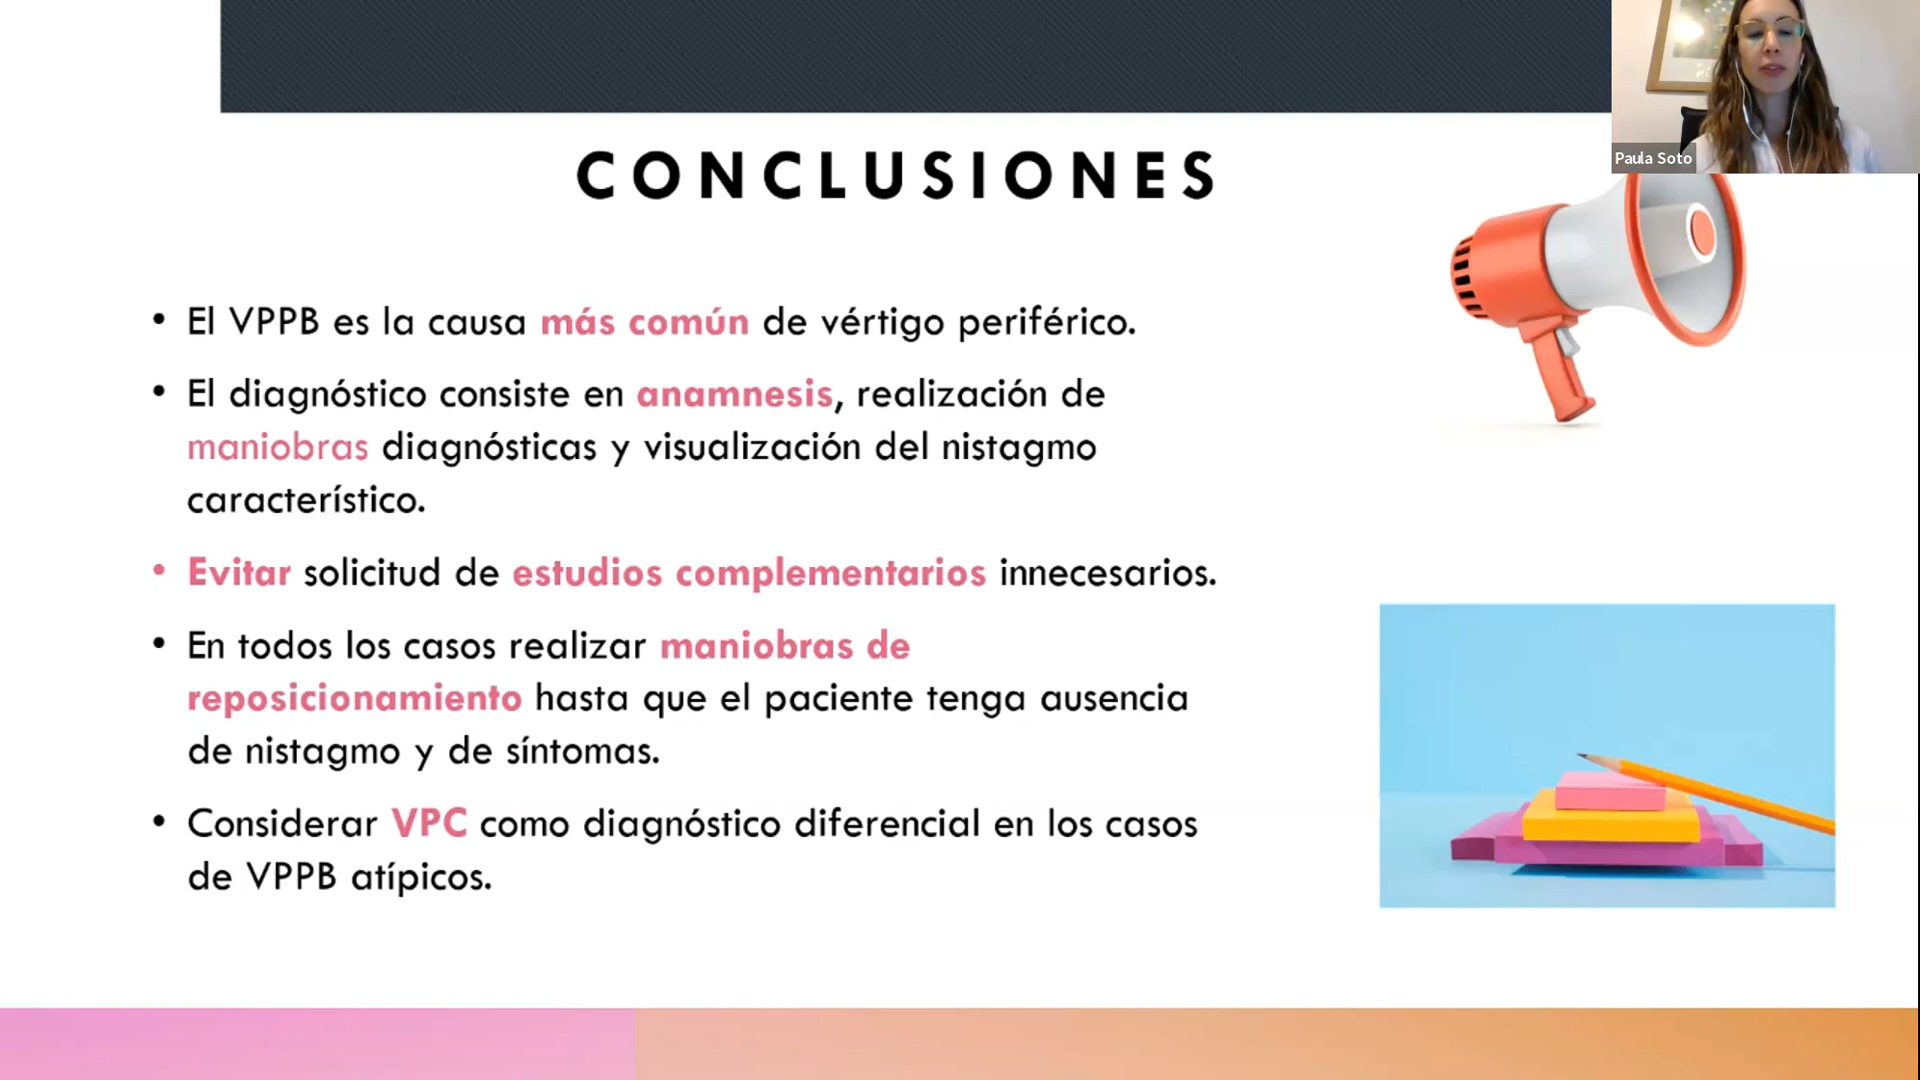 Paula Soto
CONCLUSIONES
• El VPPB es la causa más común de vértigo periférico.
• El diagnóstico consiste en anamnesis, realización de
maniobras diagnósticas y visualización del nistagmo
característico.
• Evitar solicitud de estudios complementarios innecesarios.
• En todos los casos realizar maniobras de
reposicionamiento hasta que el paciente tenga ausencia
de nistagmo y de síntomas.
• Considerar VPC como diagnóstico diferencial en los casos
de VPPB atípicos.